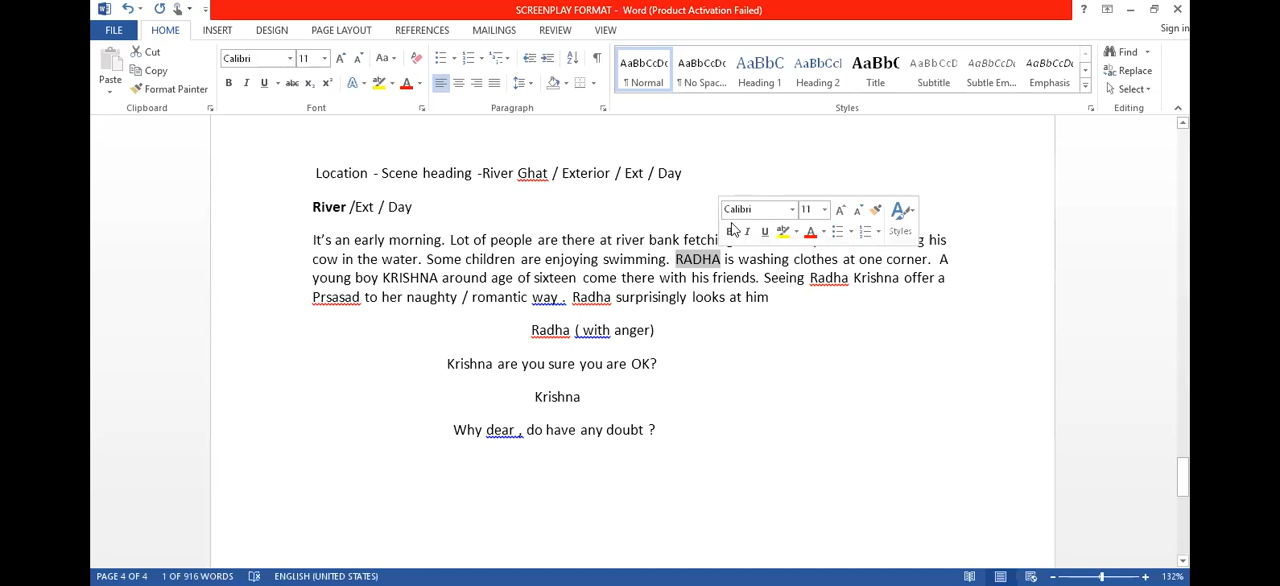 SCREENPLAY FORMAT - Word (Product Activation Failed)
?
FILE HOME INSERT DESIGN PAGE LAYOUT REFERENCES MAILINGS REVIEW VIEW Sign in
Paste
Cut
Copy
Format Painter
Calibri 11 A A Aa
B I U abc x₂ x² A A
AaBbCcDc AaBbCcDc AaBbC AaBbCcl AaBbC AaBbCcD AaBbCcDc AaBbCcDc
¶ Normal ¶ No Spac... Heading 1 Heading 2 Title Subtitle Subtle Em... Emphasis
Find
Replace
Select
Clipboard Font Paragraph Styles Editing
Location - Scene heading -River Ghat / Exterior / Ext / Day
River /Ext / Day
Calibri 11 A A
B I U A Styles
It's an early morning. Lot of people are there at river bank his
cow in the water. Some children are enjoying swimming. RADHA is washing clothes at one corner. A
young boy KRISHNA around age of sixteen come there with his friends. Seeing Radha Krishna offer a
Prsasad to her naughty / romantic way . Radha surprisingly looks at him
Radha ( with anger)
Krishna are you sure you are OK?
Krishna
Why dear , do have any doubt ?
PAGE 4 OF 4 1 OF 916 WORDS ENGLISH (UNITED STATES) 132%